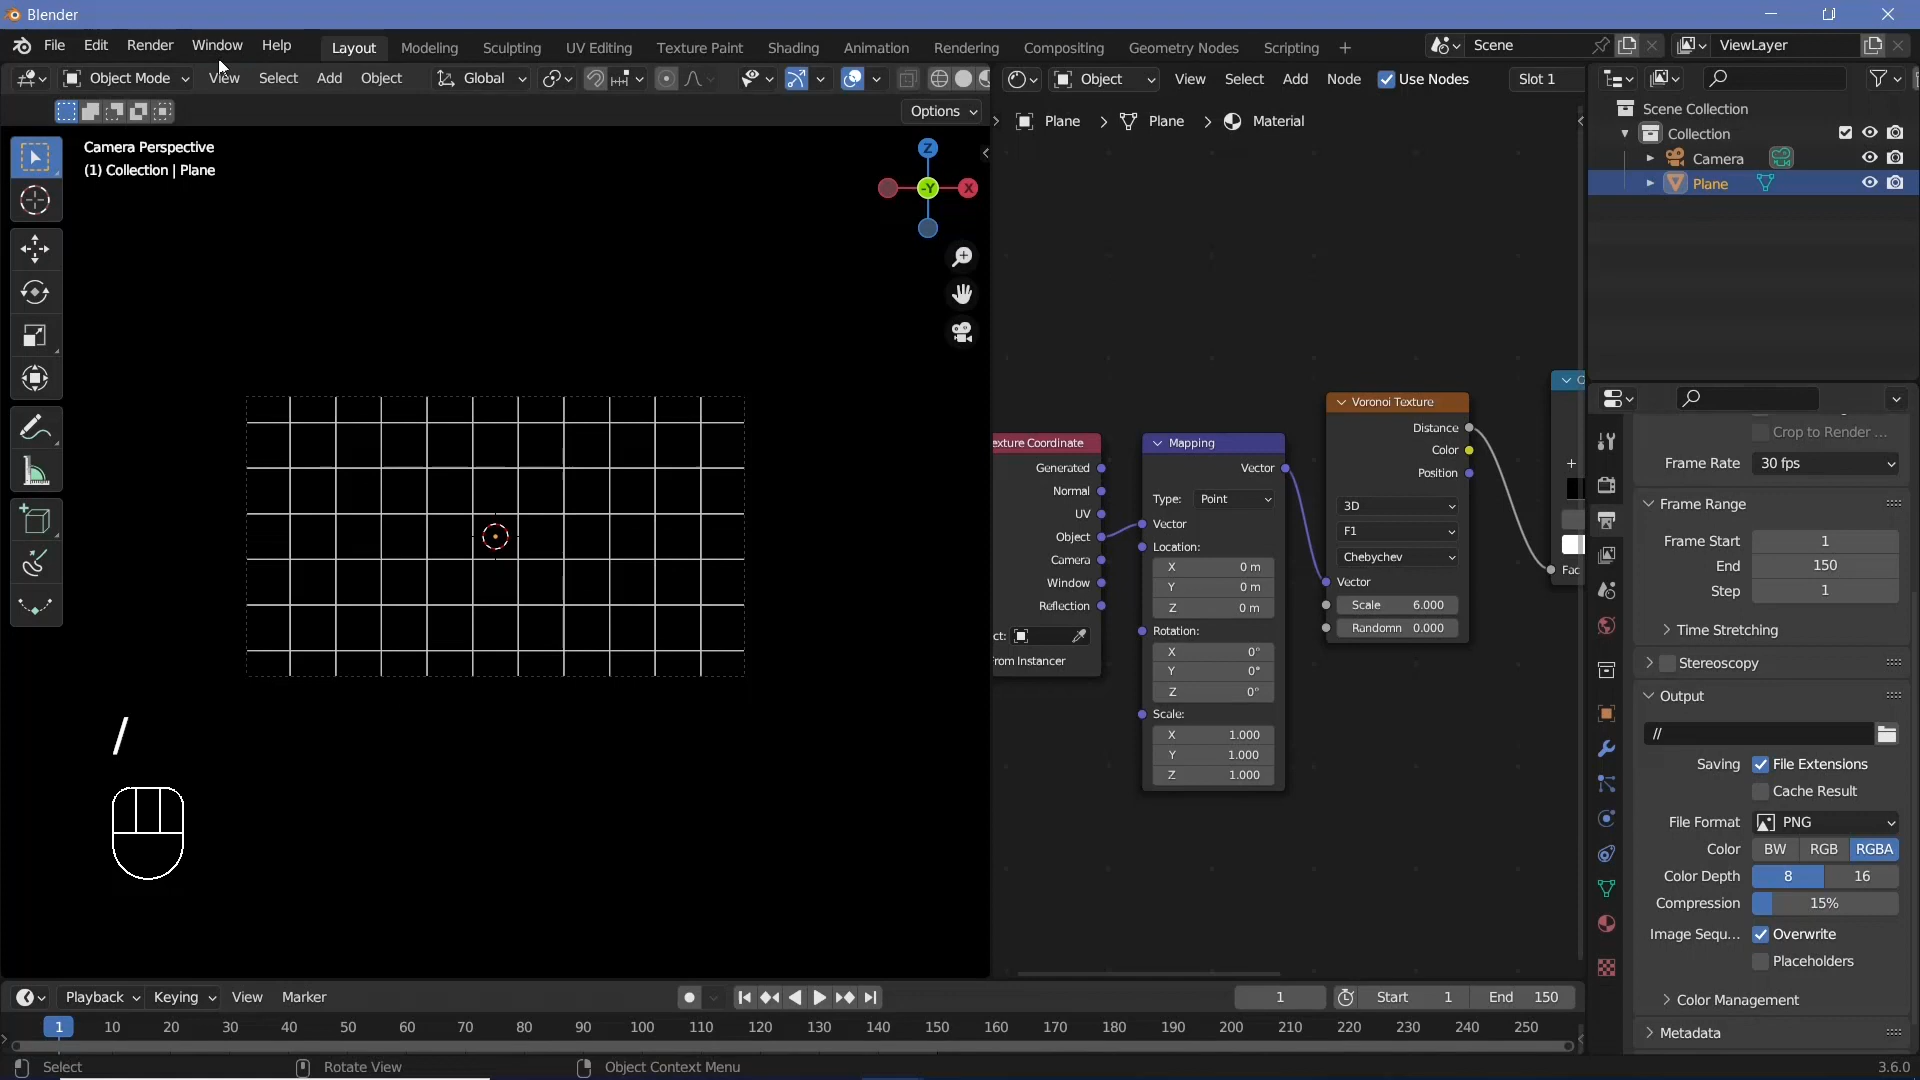 Blender
File Edit Render Window Help
Layout Modeling Sculpting UV Editing Texture Paint Shading Animation Rendering Compositing Geometry Nodes Scripting +
Scene
ViewLayer
Object Mode View Select Add Object Global
Object View Select Add Node Use Nodes Slot 1
Options
Camera Perspective
(1) Collection | Plane
Z
-Y
X
/
Plane > Plane > Material
exture Coordinate
Generated
Normal
UV
Object
Camera
Window
Reflection
ct:
rom Instancer
Mapping
Vector
Type: Point
Vector
Location:
X 0 m
Y 0 m
Z 0 m
Rotation:
X 0°
Y 0°
Z 0°
Scale:
X 1.000
Y 1.000
Z 1.000
Voronoi Texture
Distance
Color
Position
3D
F1
Chebychev
Vector
Scale 6.000
Randomn 0.000
C
+
Fac
Scene Collection
Collection
Camera
Plane
Crop to Render ...
Frame Rate 30 fps
Frame Range
Frame Start 1
End 150
Step 1
Time Stretching
Stereoscopy
Output
//
Saving File Extensions
Cache Result
File Format PNG
Color BW RGB RGBA
Color Depth 8 16
Compression 15%
Image Sequ... Overwrite
Placeholders
Color Management
Metadata
Playback Keying View Marker
1 Start 1 End 150
1 10 20 30 40 50 60 70 80 90 100 110 120 130 140 150 160 170 180 190 200 210 220 230 240 250
Select Rotate View Object Context Menu 3.6.0